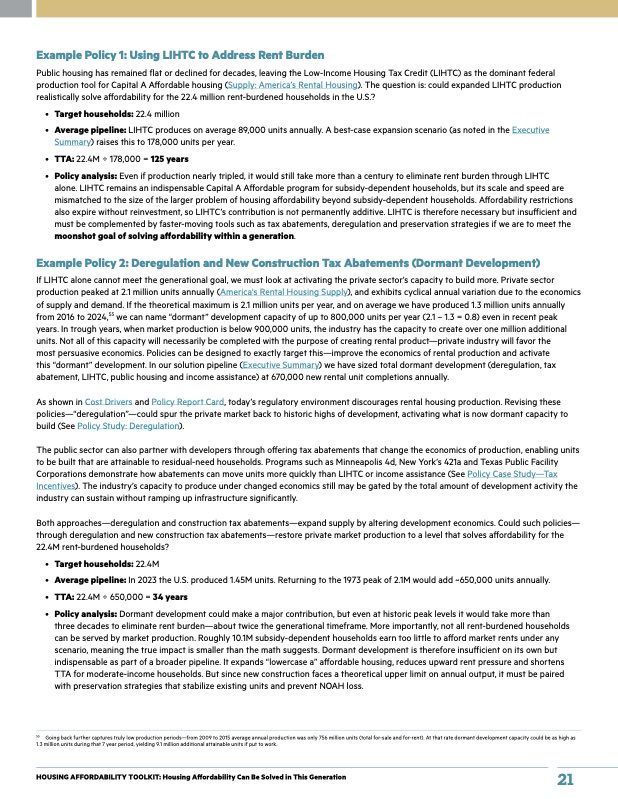 Example Policy 1: Using LIHTC to Address Rent Burden
Public housing has remained flat or declined for decades, leaving the Low-Income Housing Tax Credit (LIHTC) as the dominant federal
production tool for Capital A Affordable housing (Supply: America's Rental Housing). The question is: could expanded LIHTC production
realistically solve affordability for the 22.4 million rent-burdened households in the U.S.?
• Target households: 22.4 million
• Average pipeline: LIHTC produces on average 89,000 units annually. A best-case expansion scenario (as noted in the Executive
Summary) raises this to 178,000 units per year.
• TTA: 22.4M ÷ 178,000 = 125 years
• Policy analysis: Even if production nearly tripled, it would still take more than a century to eliminate rent burden through LIHTC
alone. LIHTC remains an indispensable Capital A Affordable program for subsidy-dependent households, but its scale and speed are
mismatched to the size of the larger problem of housing affordability beyond subsidy-dependent households. Affordability restrictions
also expire without reinvestment, so LIHTC's contribution is not permanently additive. LIHTC is therefore necessary but insufficient and
must be complemented by faster-moving tools such as tax abatements, deregulation and preservation strategies if we are to meet the
moonshot goal of solving affordability within a generation.
Example Policy 2: Deregulation and New Construction Tax Abatements (Dormant Development)
If LIHTC alone cannot meet the generational goal, we must look at activating the private sector's capacity to build more. Private sector
production peaked at 2.1 million units annually (America's Rental Housing Supply), and exhibits cyclical annual variation due to the economics
of supply and demand. If the theoretical maximum is 2.1 million units per year, and on average we have produced 1.3 million units annually
from 2016 to 2024,⁵⁵ we can name "dormant" development capacity of up to 800,000 units per year (2.1 – 1.3 = 0.8) even in recent peak
years. In trough years, when market production is below 900,000 units, the industry has the capacity to create over one million additional
units. Not all of this capacity will necessarily be completed with the purpose of creating rental product—private industry will favor the
most persuasive economics. Policies can be designed to exactly target this—improve the economics of rental production and activate
this "dormant" development. In our solution pipeline (Executive Summary) we have sized total dormant development (deregulation, tax
abatement, LIHTC, public housing and income assistance) at 670,000 new rental unit completions annually.
As shown in Cost Drivers and Policy Report Card, today's regulatory environment discourages rental housing production. Revising these
policies—"deregulation"—could spur the private market back to historic highs of development, activating what is now dormant capacity to
build (See Policy Study: Deregulation).
The public sector can also partner with developers through offering tax abatements that change the economics of production, enabling units
to be built that are attainable to residual-need households. Programs such as Minneapolis 4d, New York's 421a and Texas Public Facility
Corporations demonstrate how abatements can move units more quickly than LIHTC or income assistance (See Policy Case Study—Tax
Incentives). The industry's capacity to produce under changed economics still may be gated by the total amount of development activity the
industry can sustain without ramping up infrastructure significantly.
Both approaches—deregulation and construction tax abatements—expand supply by altering development economics. Could such policies—
through deregulation and new construction tax abatements—restore private market production to a level that solves affordability for the
22.4M rent-burdened households?
• Target households: 22.4M
• Average pipeline: In 2023 the U.S. produced 1.45M units. Returning to the 1973 peak of 2.1M would add ~650,000 units annually.
• TTA: 22.4M ÷ 650,000 = 34 years
• Policy analysis: Dormant development could make a major contribution, but even at historic peak levels it would take more than
three decades to eliminate rent burden—about twice the generational timeframe. More importantly, not all rent-burdened households
can be served by market production. Roughly 10.1M subsidy-dependent households earn too little to afford market rents under any
scenario, meaning the true impact is smaller than the math suggests. Dormant development is therefore insufficient on its own but
indispensable as part of a broader pipeline. It expands "lowercase a" affordable housing, reduces upward rent pressure and shortens
TTA for moderate-income households. But since new construction faces a theoretical upper limit on annual output, it must be paired
with preservation strategies that stabilize existing units and prevent NOAH loss.
⁵⁵ Going back further captures truly low production periods—from 2009 to 2015 average annual production was only 756 million units (total for-sale and for-rent). At that rate dormant development capacity could be as high as
1.3 million units during that 7 year period, yielding 9.1 million additional attainable units if put to work.
HOUSING AFFORDABILITY TOOLKIT: Housing Affordability Can Be Solved in This Generation
21